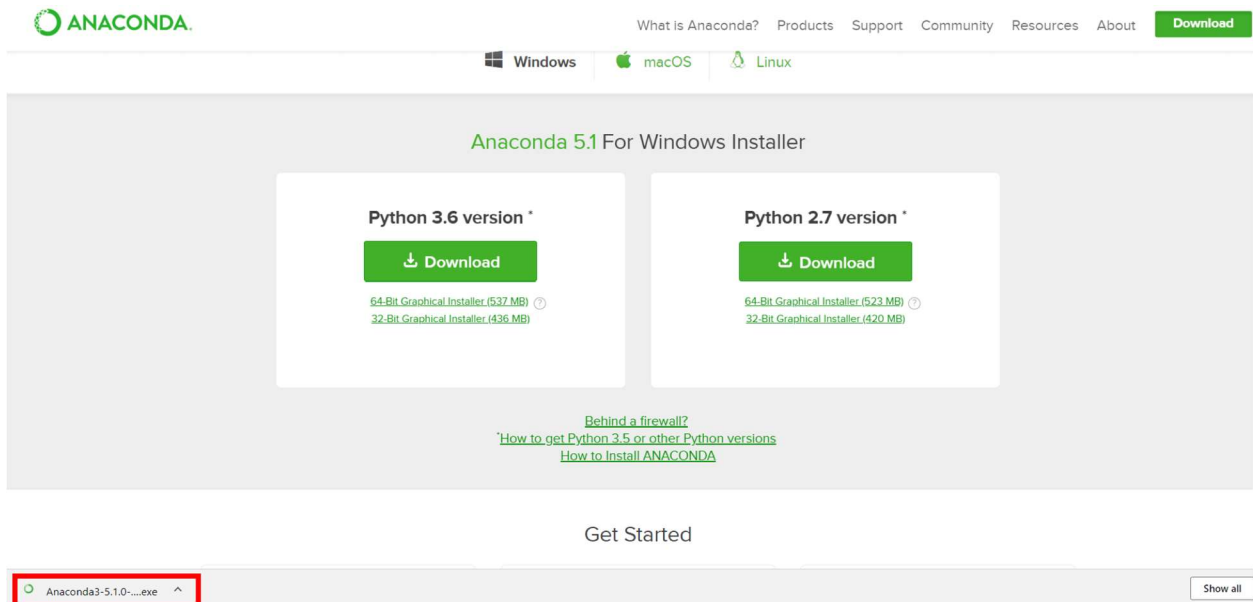 ANACONDA.
What is Anaconda? Products Support Community Resources About Download
Windows macOS Linux
Anaconda 5.1 For Windows Installer
Python 3.6 version *
Download
64-Bit Graphical Installer (537 MB) ?
32-Bit Graphical Installer (436 MB)
Python 2.7 version *
Download
64-Bit Graphical Installer (523 MB) ?
32-Bit Graphical Installer (420 MB)
Behind a firewall?
*How to get Python 3.5 or other Python versions
How to Install ANACONDA
Get Started
Anaconda3-5.1.0-....exe
Show all